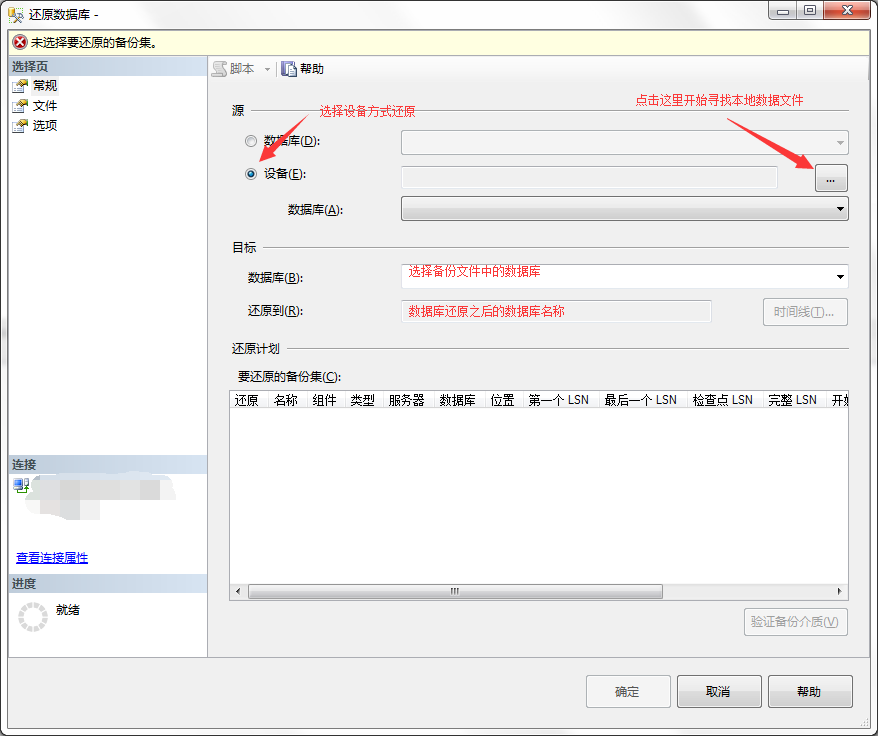 还原数据库 -
未选择要还原的备份集。
选择页
常规
文件
选项
脚本
帮助
源
选择设备方式还原
点击这里开始寻找本地数据文件
数据库(D):
设备(E):
...
数据库(A):
目标
数据库(B):
选择备份文件中的数据库
还原到(R):
数据库还原之后的数据库名称
时间线(T)...
还原计划
要还原的备份集(C):
还原 名称 组件 类型 服务器 数据库 位置 第一个 LSN 最后一个 LSN 检查点 LSN 完整 LSN 开始
连接
查看连接属性
进度
就绪
验证备份介质(V)
确定
取消
帮助